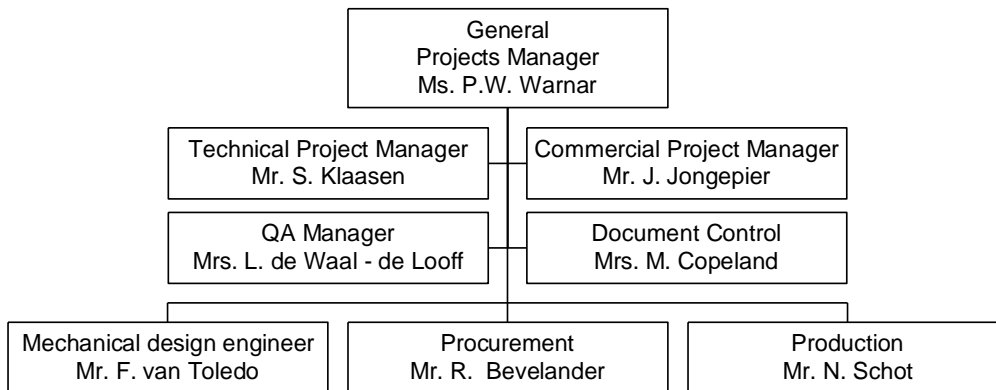 General
Projects Manager
Ms. P.W. Warnar
Technical Project Manager
Mr. S. Klaasen
Commercial Project Manager
Mr. J. Jongepier
QA Manager
Mrs. L. de Waal - de Looff
Document Control
Mrs. M. Copeland
Mechanical design engineer
Mr. F. van Toledo
Procurement
Mr. R.  Bevelander
Production
Mr. N. Schot